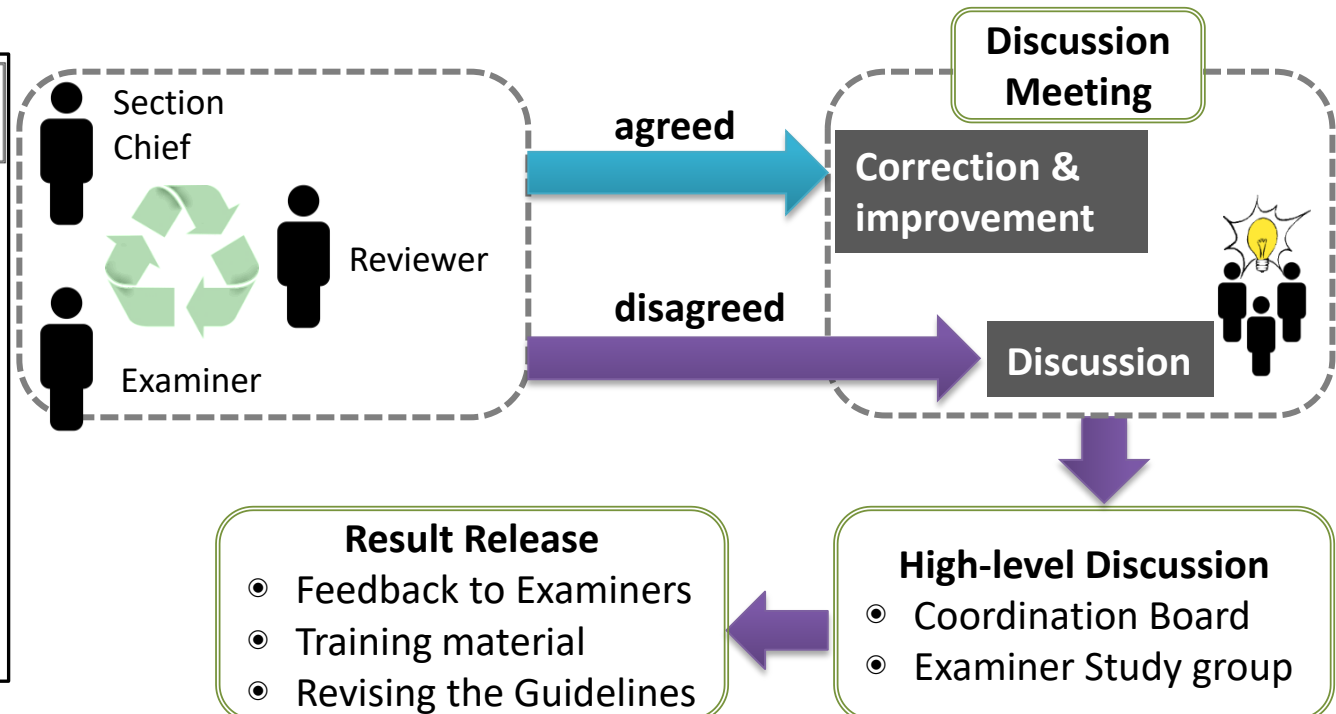 Section
Chief
Reviewer
Examiner
agreed
disagreed
Discussion
Meeting
Correction &
improvement
Discussion
High-level Discussion
◉ Coordination Board
◉ Examiner Study group
Result Release
◉ Feedback to Examiners
◉ Training material
◉ Revising the Guidelines